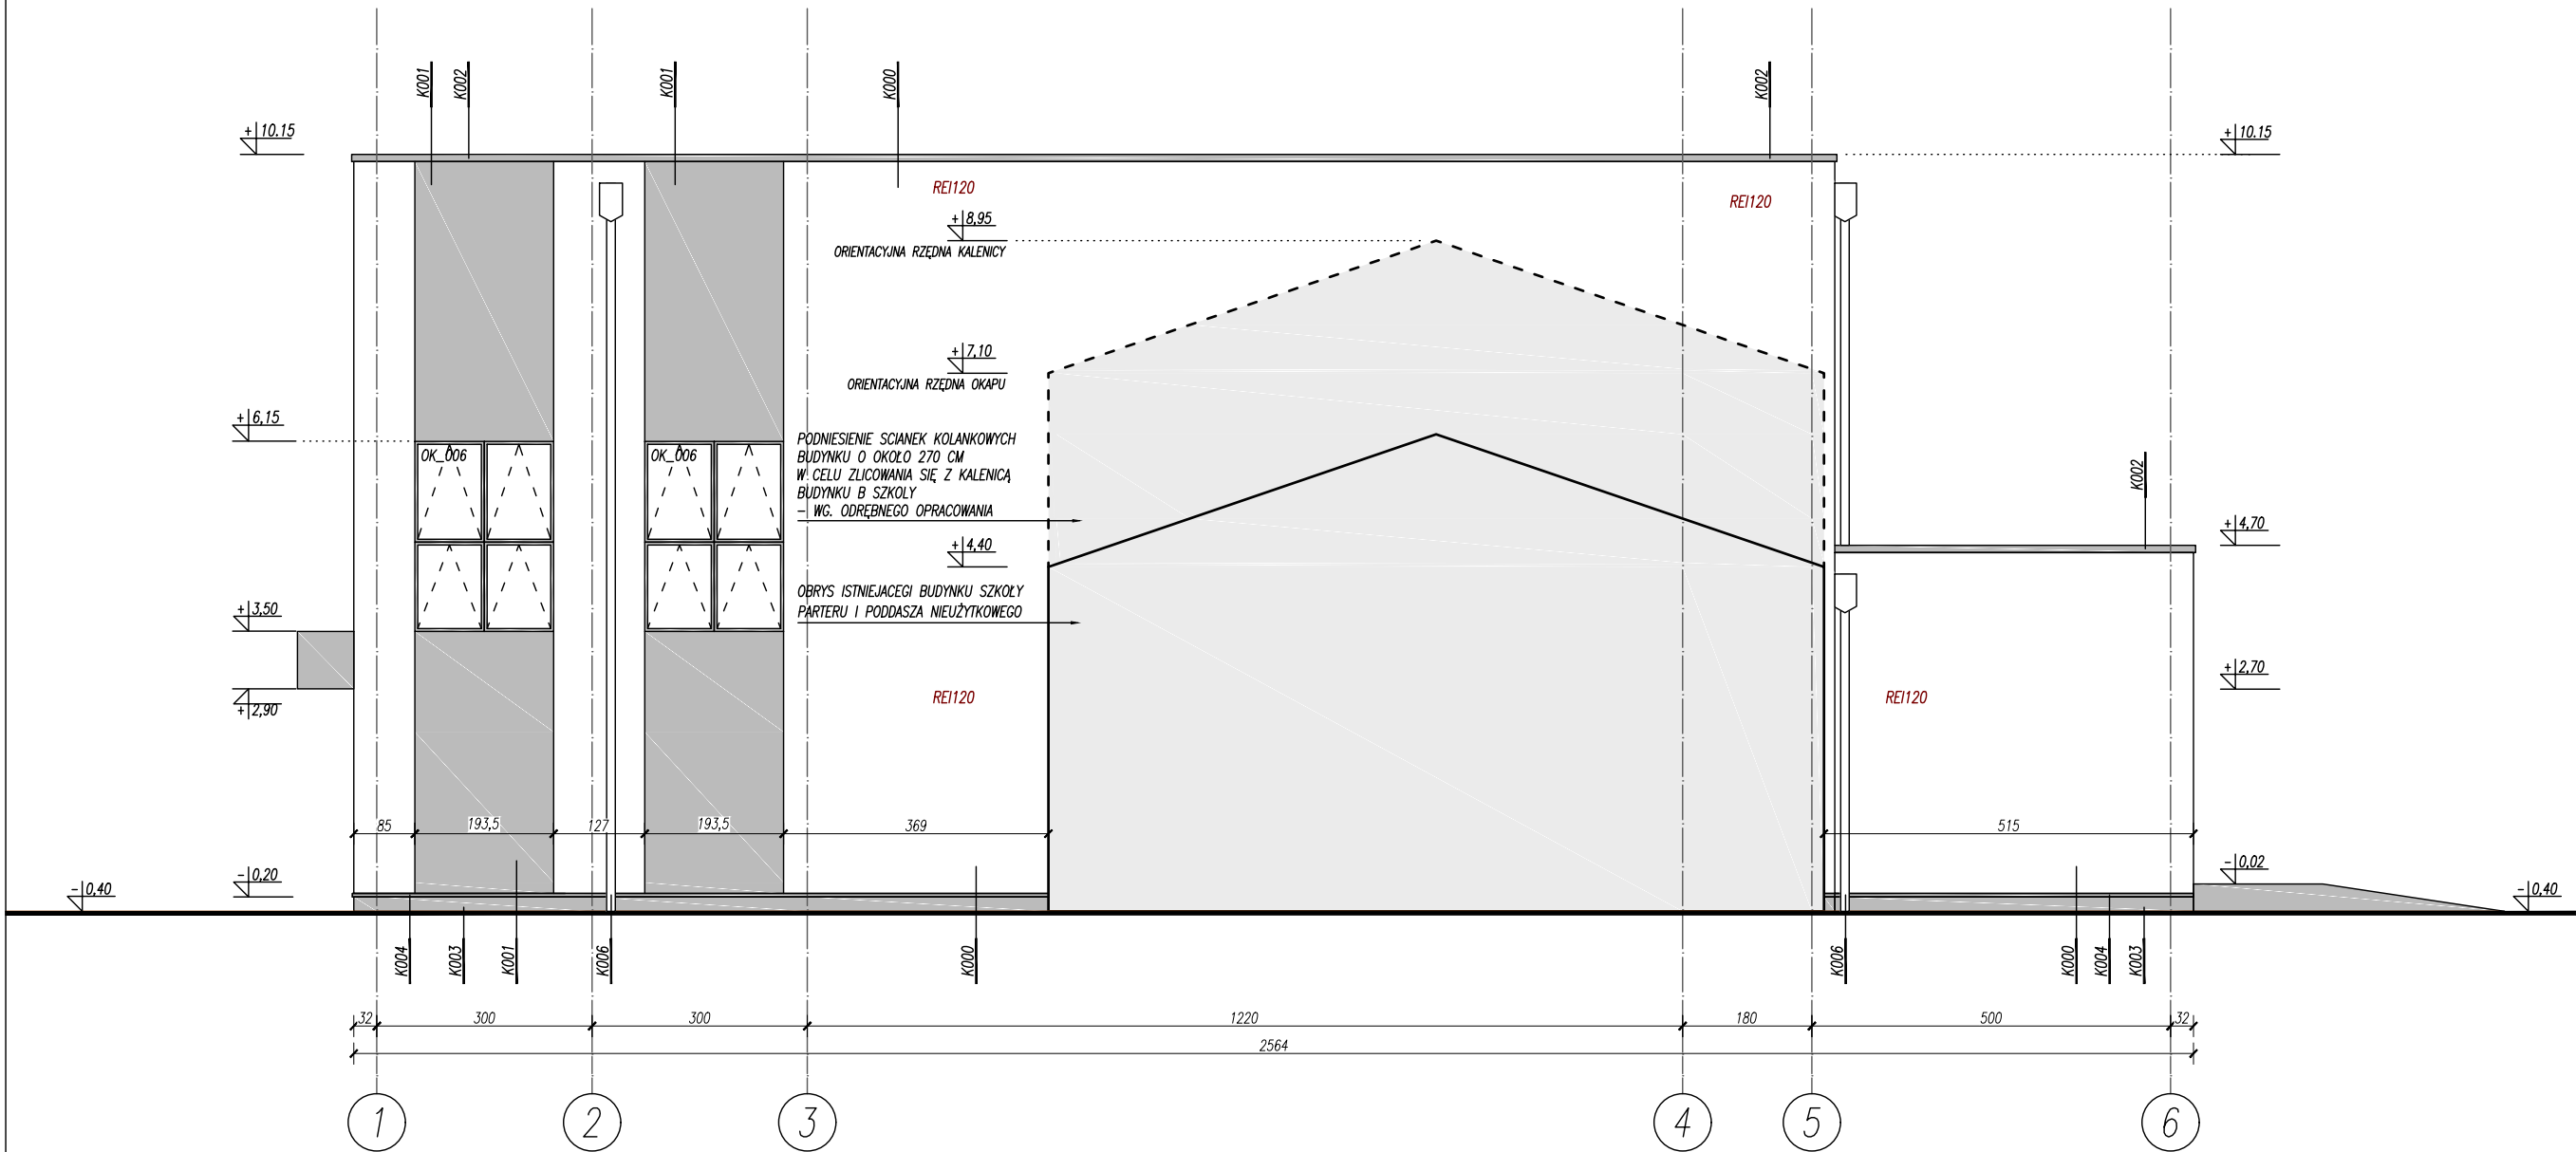 K001
K002
K001
K000
K002
+10.15
+10.15
REI120
REI120
+8,95
ORIENTACYJNA RZĘDNA KALENICY
+7,10
ORIENTACYJNA RZĘDNA OKAPU
+6,15
OK_006
OK_006
PODNIESIENIE SCIANEK KOLANKOWYCH
BUDYNKU O OKOŁO 270 CM
W CELU ZLICOWANIA SIĘ Z KALENICĄ
BUDYNKU B SZKOLY
- WG. ODRĘBNEGO OPRACOWANIA
K002
+4,70
+4,40
OBRYS ISTNIEJACEGI BUDYNKU SZKOŁY
PARTERU I PODDASZA NIEUŻYTKOWEGO
+3,50
+2,90
+2,70
REI120
REI120
85
193,5
127
193,5
369
515
-0,40
-0,20
-0,02
-0,40
K004
K003
K001
K006
K000
K006
K000
K004
K003
32
300
300
1220
180
500
32
2564
1
2
3
4
5
6